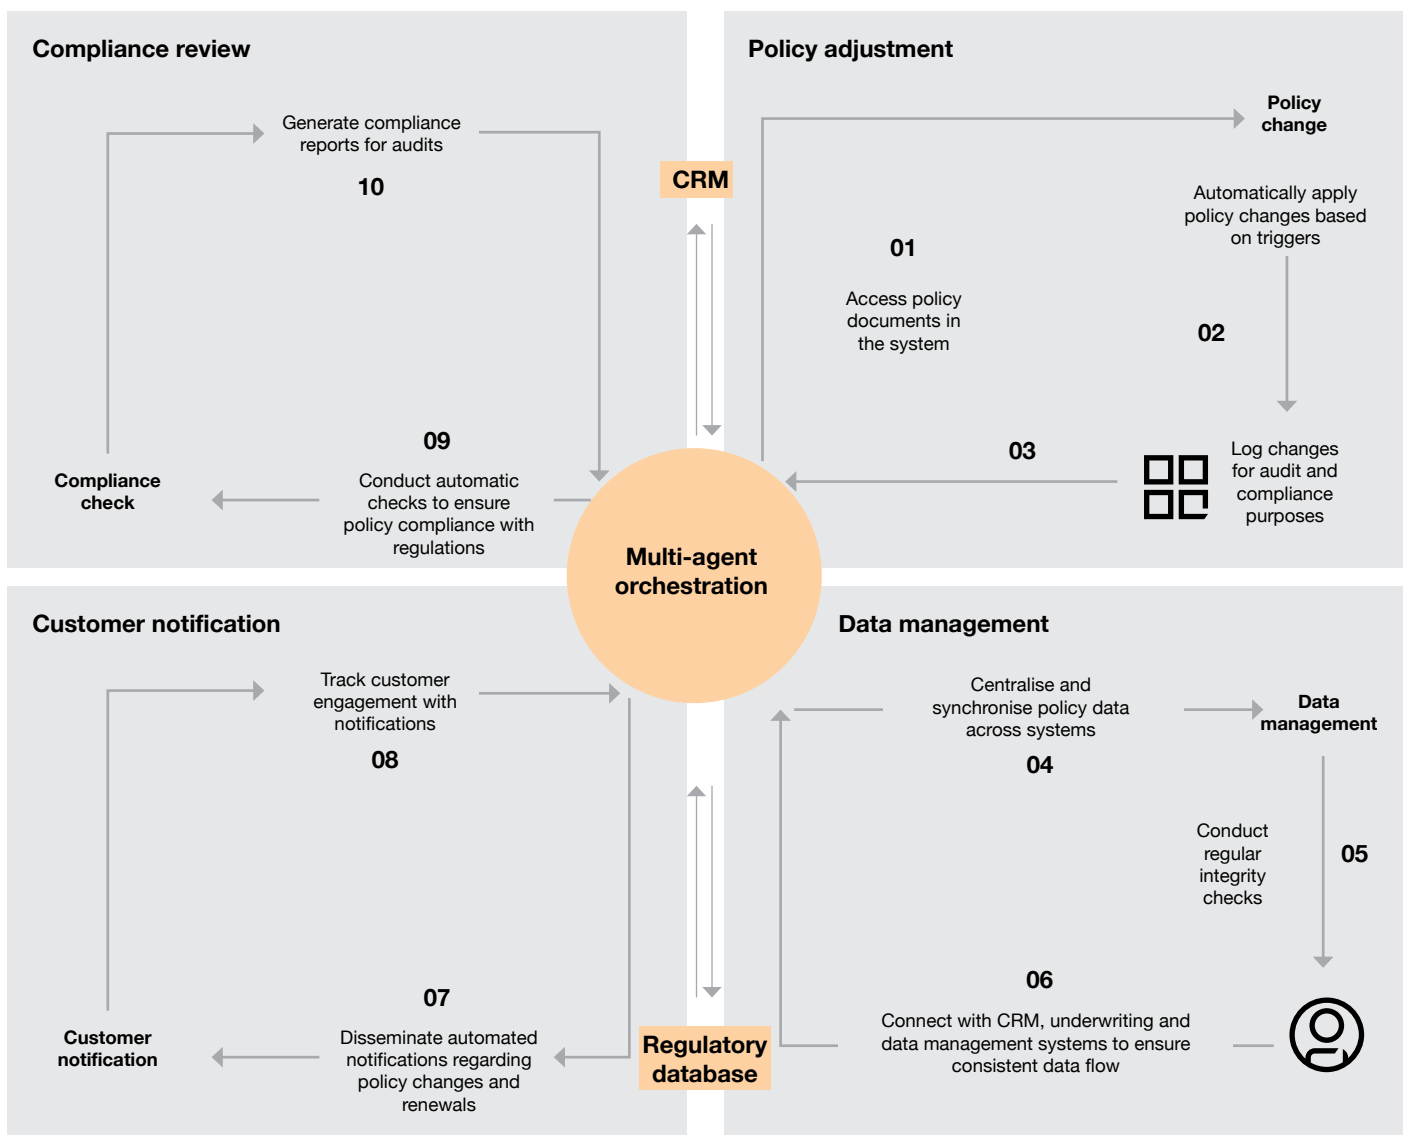 Compliance review
Generate compliance
reports for audits
10
09
Compliance
check
Conduct automatic
checks to ensure
policy compliance with
regulations
CRM
Policy adjustment
Policy
change
Automatically apply
policy changes based
on triggers
01
Access policy
documents in
the system
02
03
Log changes
for audit and
compliance
purposes
Multi-agent
orchestration
Customer notification
Track customer
engagement with
notifications
08
07
Customer
notification
Disseminate automated
notifications regarding
policy changes and
renewals
Regulatory
database
Data management
Centralise and
synchronise policy data
across systems
04
Data
management
Conduct
regular
integrity
checks
05
06
Connect with CRM, underwriting and
data management systems to ensure
consistent data flow